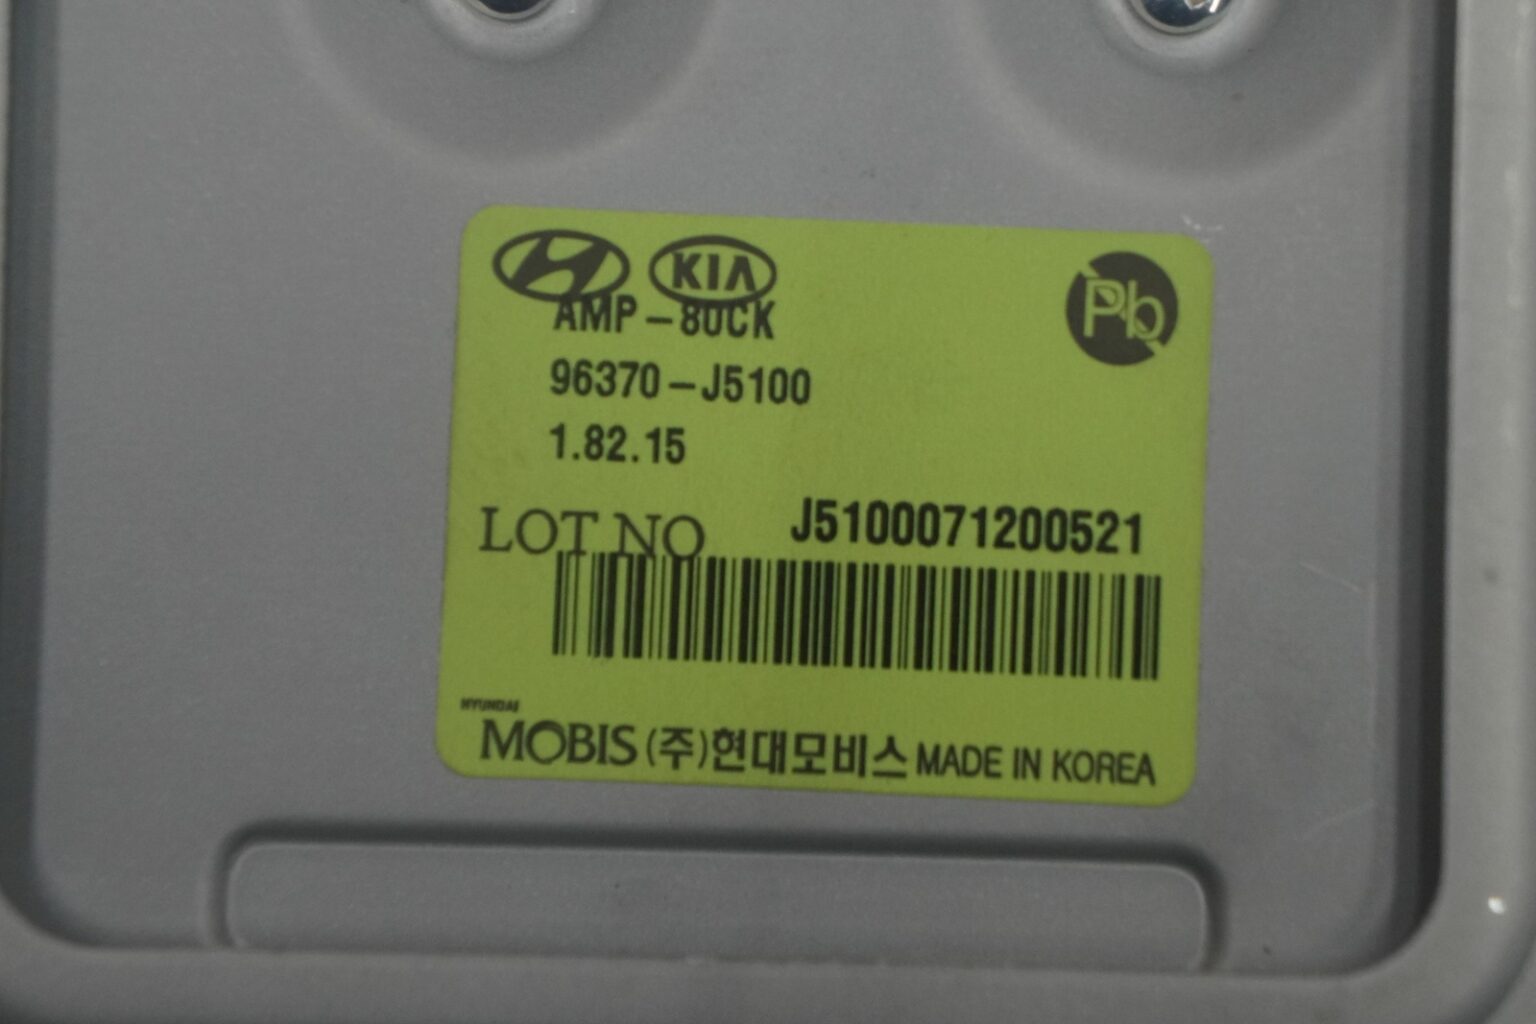 KIA
Pb
AMP-80CK
96370-J5100
1.82.15
LOT NO J5100071200521
HYUNDAI
MOBIS (주)현대모비스 MADE IN KOREA